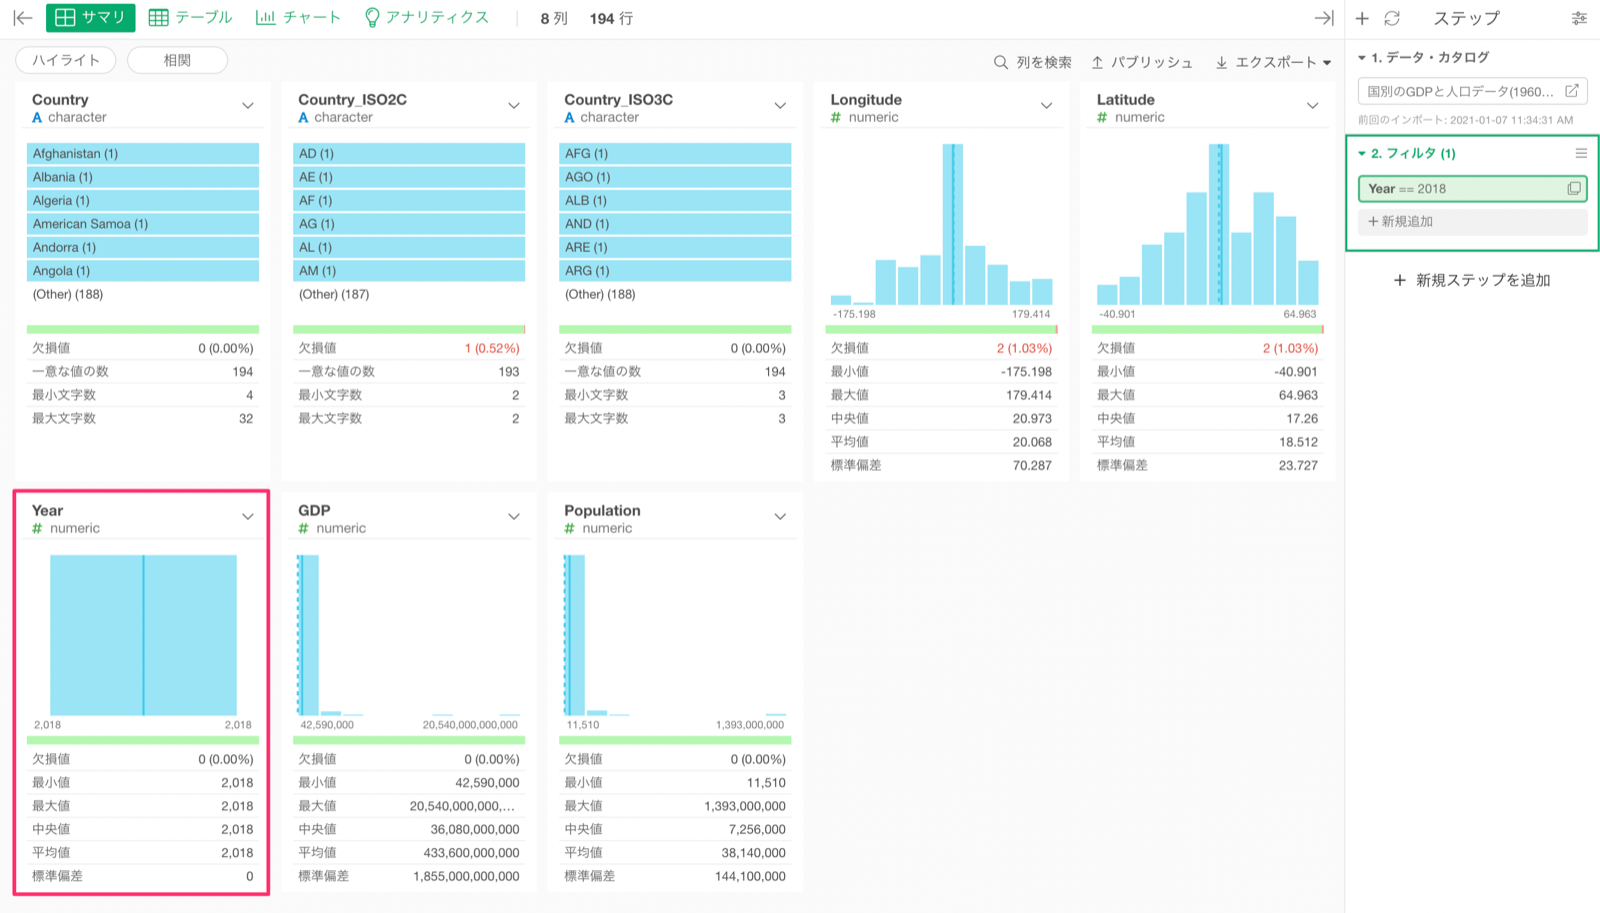 サマリ テーブル チャート アナリティクス 8 列 194 行
ハイライト 相関 列を検索 パブリッシュ エクスポート
Country
A character
Afghanistan (1)
Albania (1)
Algeria (1)
American Samoa (1)
Andorra (1)
Angola (1)
(Other) (188)
欠損値 0 (0.00%)
一意な値の数 194
最小文字数 4
最大文字数 32
Country_ISO2C
A character
AD (1)
AE (1)
AF (1)
AG (1)
AL (1)
AM (1)
(Other) (187)
欠損値 1 (0.52%)
一意な値の数 193
最小文字数 2
最大文字数 2
Country_ISO3C
A character
AFG (1)
AGO (1)
ALB (1)
AND (1)
ARE (1)
ARG (1)
(Other) (188)
欠損値 0 (0.00%)
一意な値の数 194
最小文字数 3
最大文字数 3
Longitude
# numeric
-175.198 179.414
欠損値 2 (1.03%)
最小値 -175.198
最大値 179.414
中央値 20.973
平均値 20.068
標準偏差 70.287
Latitude
# numeric
-40.901 64.963
欠損値 2 (1.03%)
最小値 -40.901
最大値 64.963
中央値 17.26
平均値 18.512
標準偏差 23.727
Year
# numeric
2,018 2,018
欠損値 0 (0.00%)
最小値 2,018
最大値 2,018
中央値 2,018
平均値 2,018
標準偏差 0
GDP
# numeric
42,590,000 20,540,000,000,000
欠損値 0 (0.00%)
最小値 42,590,000
最大値 20,540,000,000,...
中央値 36,080,000,000
平均値 433,600,000,000
標準偏差 1,855,000,000,000
Population
# numeric
11,510 1,393,000,000
欠損値 0 (0.00%)
最小値 11,510
最大値 1,393,000,000
中央値 7,256,000
平均値 38,140,000
標準偏差 144,100,000
ステップ
1. データ・カタログ
国別のGDPと人口データ(1960...
前回のインポート: 2021-01-07 11:34:31 AM
2. フィルタ (1)
Year == 2018
+ 新規追加
+ 新規ステップを追加